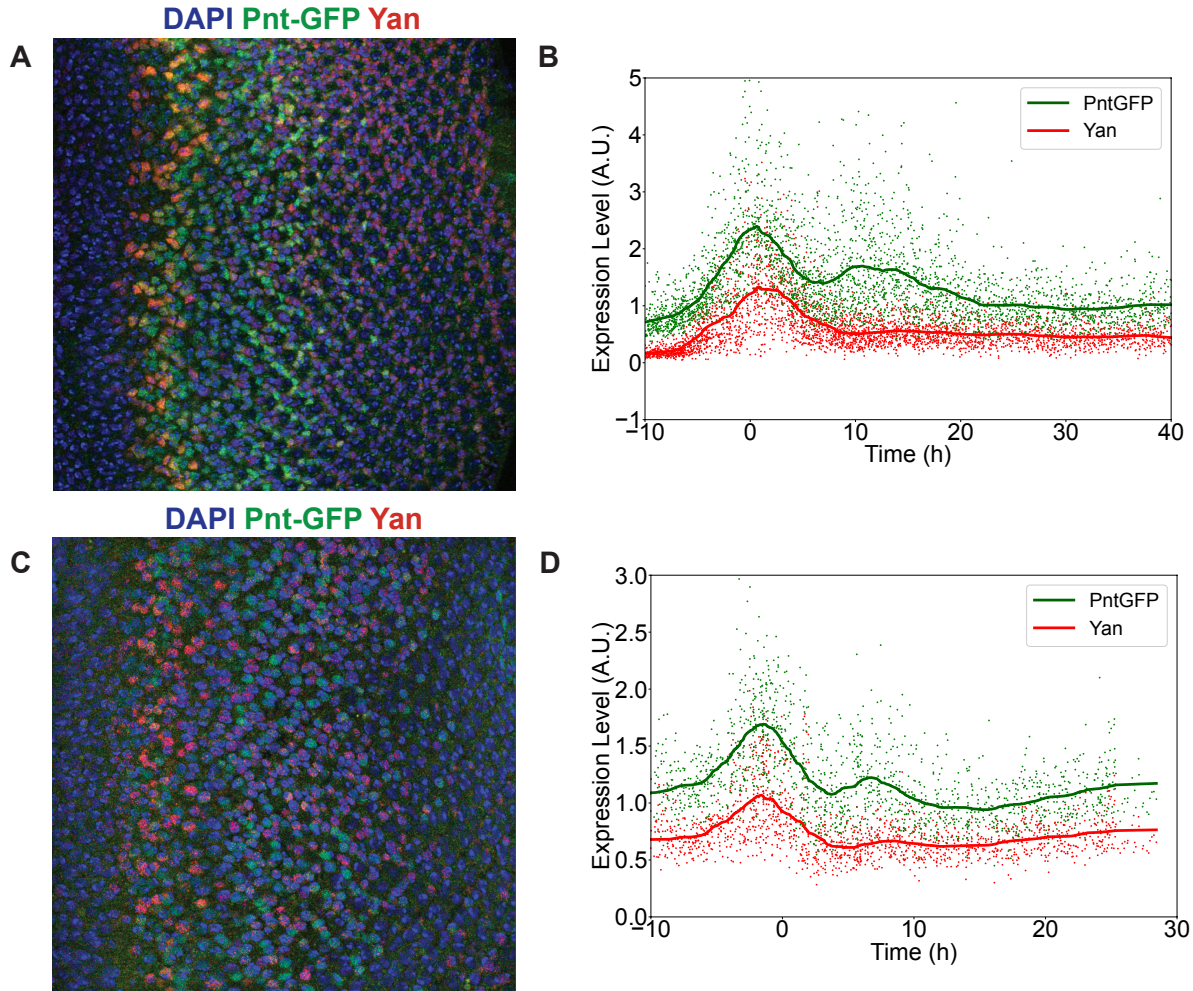 DAPI Pnt-GFP Yan
A
B
PntGFP
Yan
Expression Level (A.U.)
5
4
3
2
1
0
−1
−10
0
10
20
30
40
Time (h)
DAPI Pnt-GFP Yan
C
D
PntGFP
Yan
Expression Level (A.U.)
3.0
2.5
2.0
1.5
1.0
0.5
0.0
−10
0
10
20
30
Time (h)